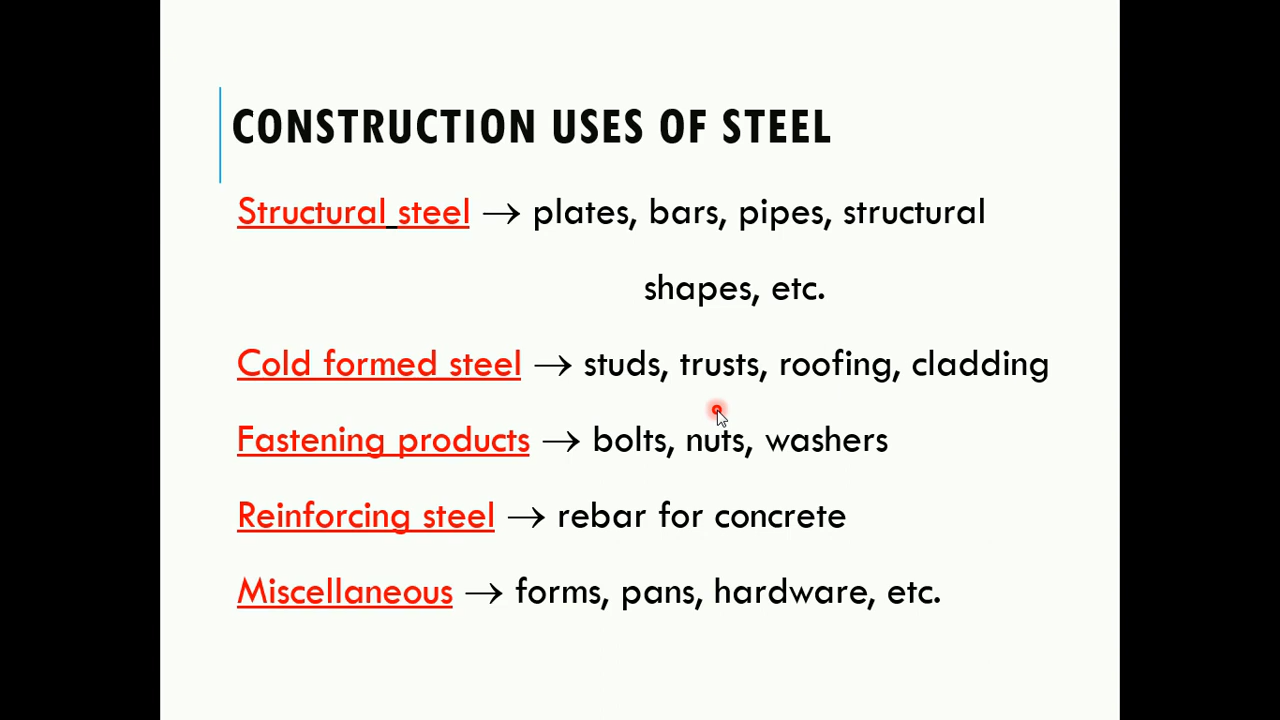 CONSTRUCTION USES OF STEEL
Structural steel → plates, bars, pipes, structural
shapes, etc.
Cold formed steel → studs, trusts, roofing, cladding
Fastening products → bolts, nuts, washers
Reinforcing steel → rebar for concrete
Miscellaneous → forms, pans, hardware, etc.